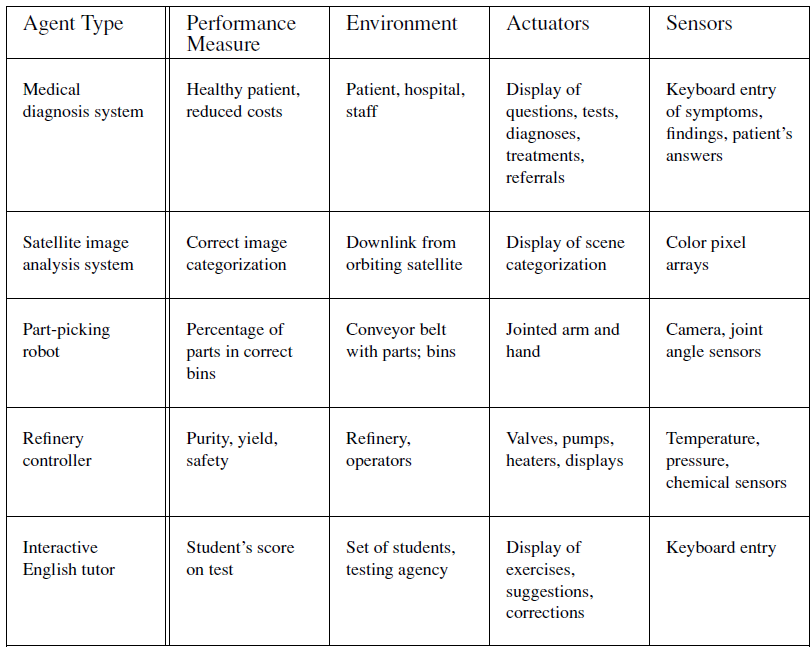 Agent Type
Performance
Measure
Environment
Actuators
Sensors
Medical
diagnosis system
Healthy patient,
reduced costs
Patient, hospital,
staff
Display of
questions, tests,
diagnoses,
treatments,
referrals
Keyboard entry
of symptoms,
findings, patient's
answers
Satellite image
analysis system
Correct image
categorization
Downlink from
orbiting satellite
Display of scene
categorization
Color pixel
arrays
Part-picking
robot
Percentage of
parts in correct
bins
Conveyor belt
with parts; bins
Jointed arm and
hand
Camera, joint
angle sensors
Refinery
controller
Purity, yield,
safety
Refinery,
operators
Valves, pumps,
heaters, displays
Temperature,
pressure,
chemical sensors
Interactive
English tutor
Student's score
on test
Set of students,
testing agency
Display of
exercises,
suggestions,
corrections
Keyboard entry